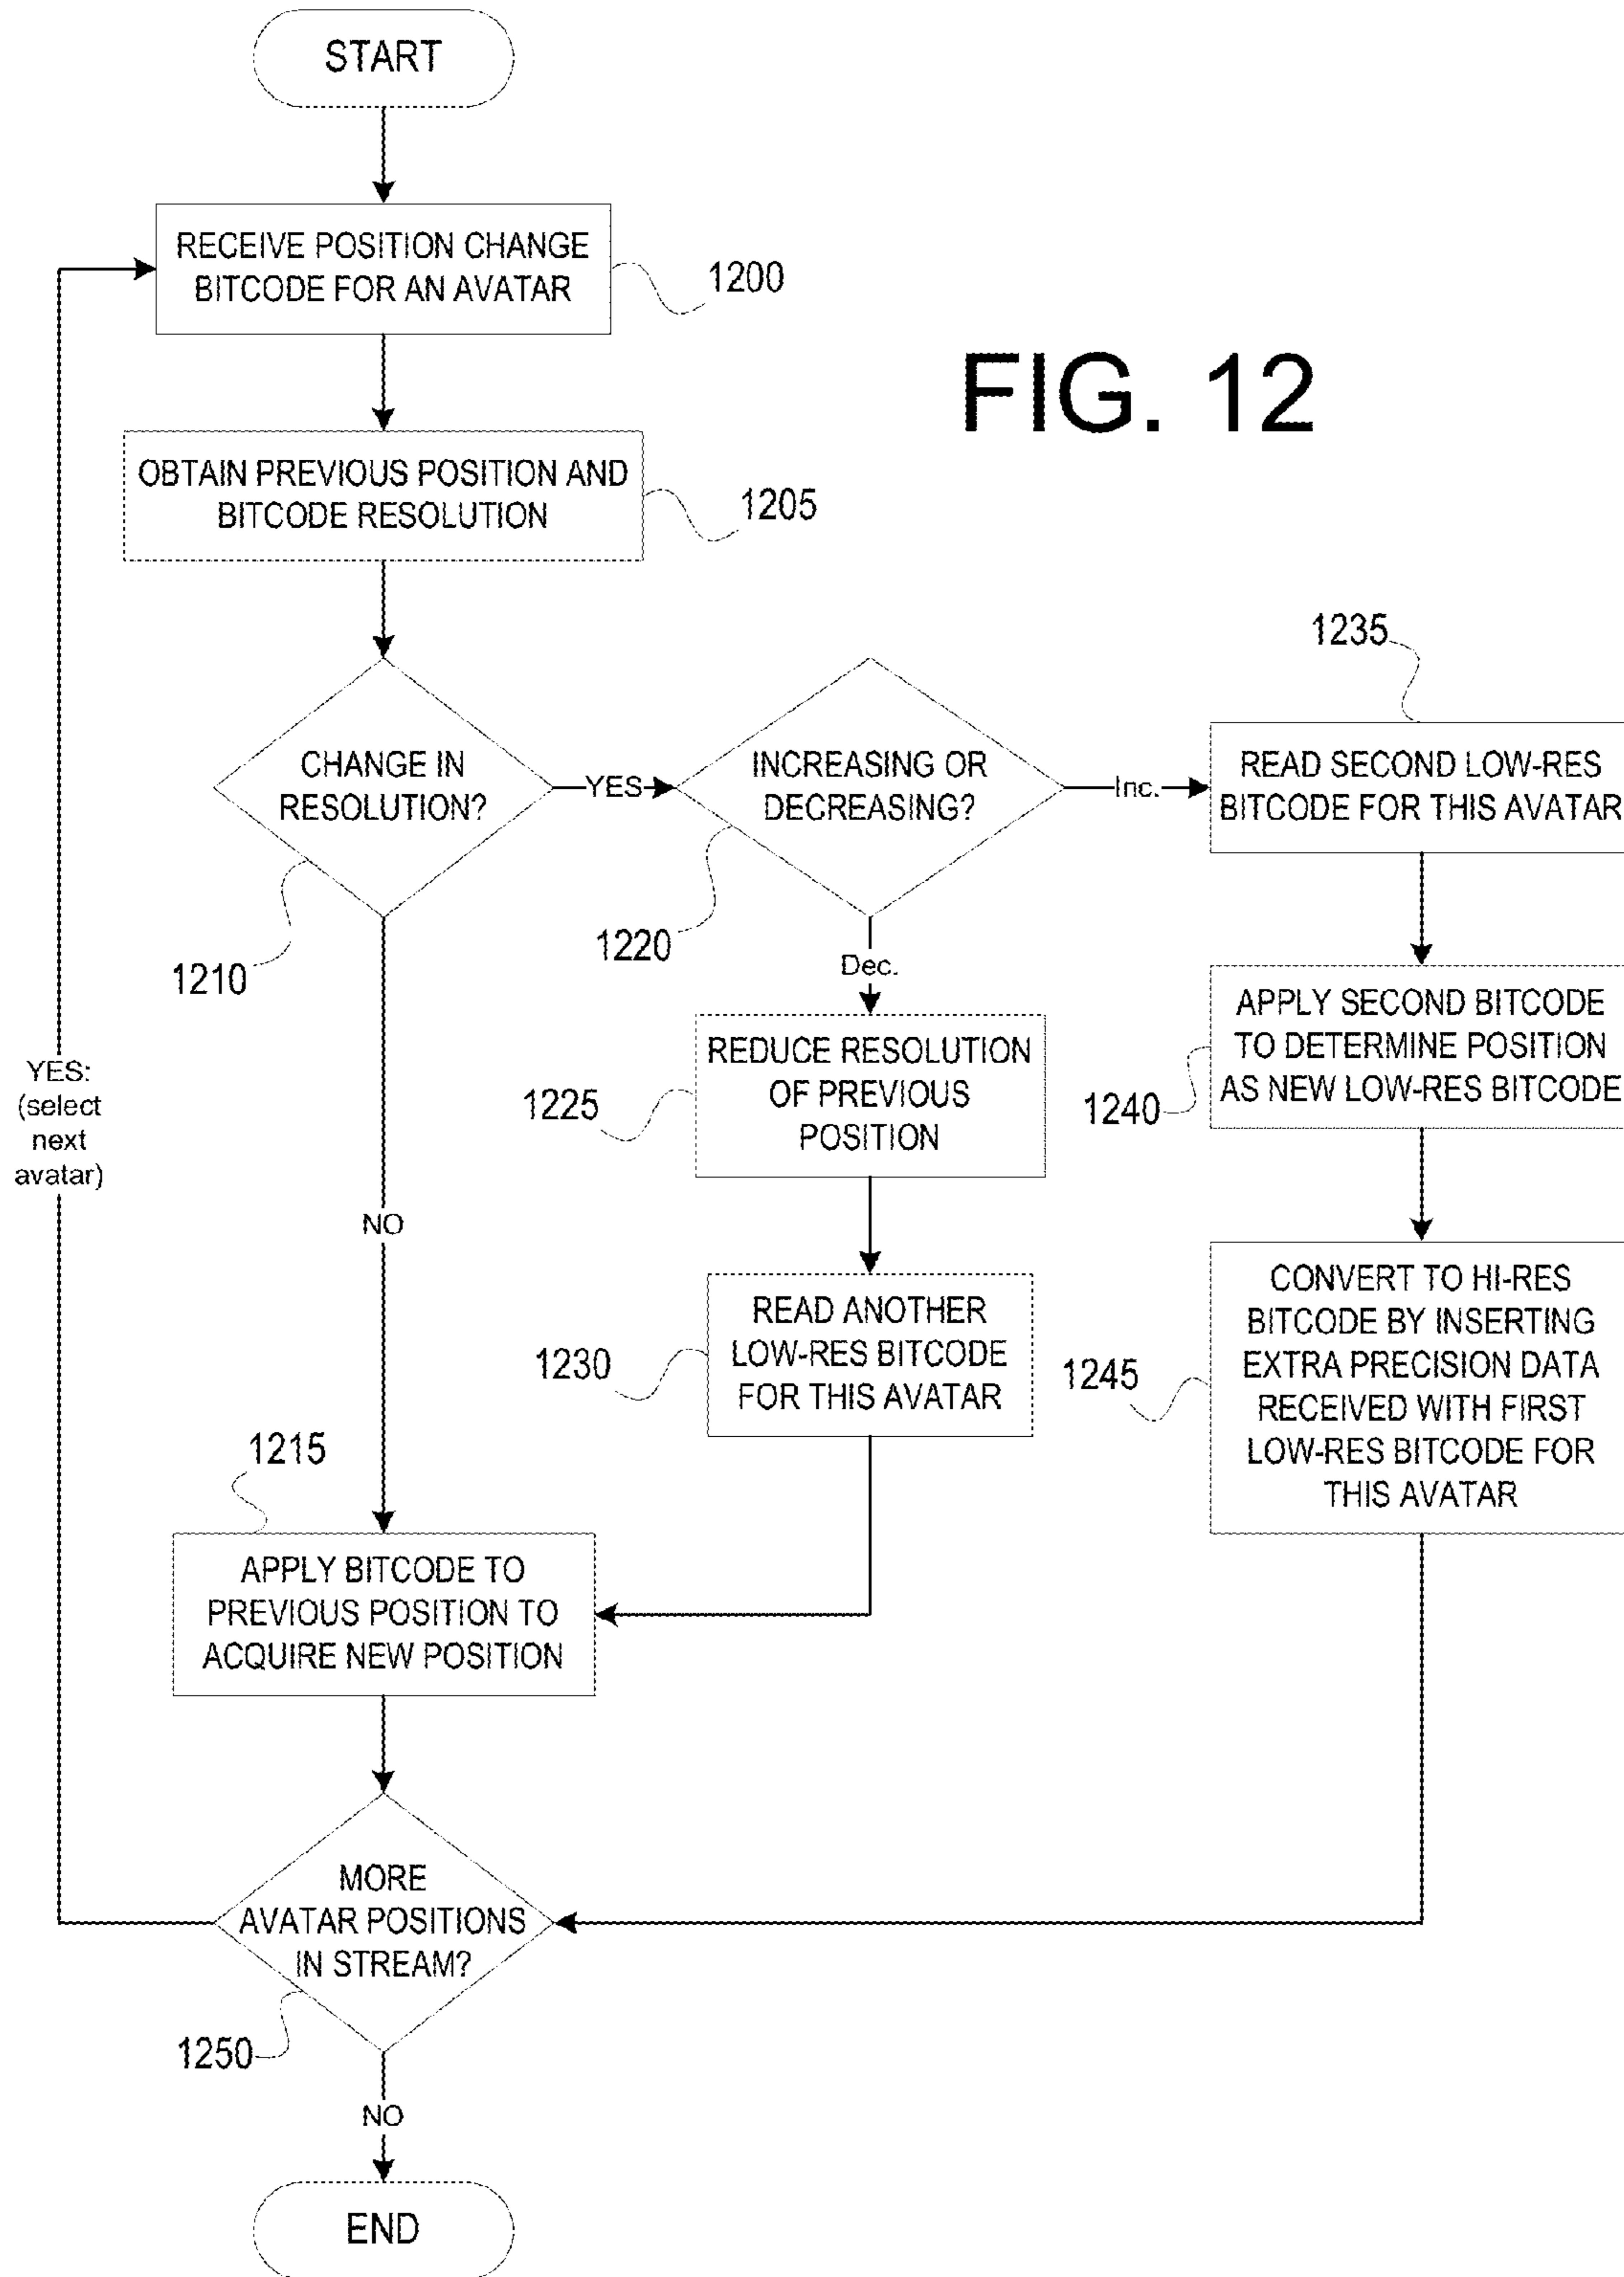 START
RECEIVE POSITION CHANGE
BITCODE FOR AN AVATAR
1200
FIG. 12
OBTAIN PREVIOUS POSITION AND
BITCODE RESOLUTION
1205
CHANGE IN
RESOLUTION?
1210
YES
INCREASING OR
DECREASING?
1220
Inc.
1235
READ SECOND LOW-RES
BITCODE FOR THIS AVATAR
Dec.
REDUCE RESOLUTION
OF PREVIOUS
POSITION
1225
APPLY SECOND BITCODE
TO DETERMINE POSITION
AS NEW LOW-RES BITCODE
1240
YES:
(select
next
avatar)
NO
READ ANOTHER
LOW-RES BITCODE
FOR THIS AVATAR
1230
CONVERT TO HI-RES
BITCODE BY INSERTING
EXTRA PRECISION DATA
RECEIVED WITH FIRST
LOW-RES BITCODE FOR
THIS AVATAR
1245
1215
APPLY BITCODE TO
PREVIOUS POSITION TO
ACQUIRE NEW POSITION
MORE
AVATAR POSITIONS
IN STREAM?
1250
NO
END